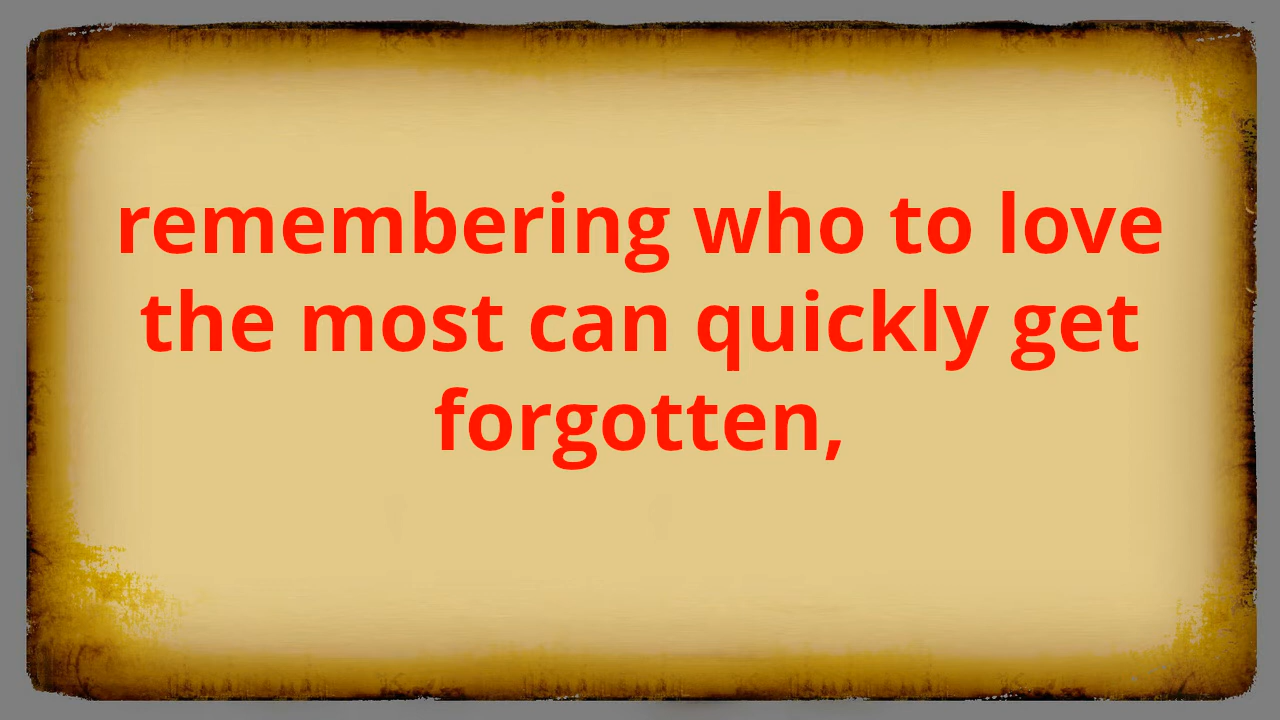 remembering who to love
the most can quickly get
forgotten,